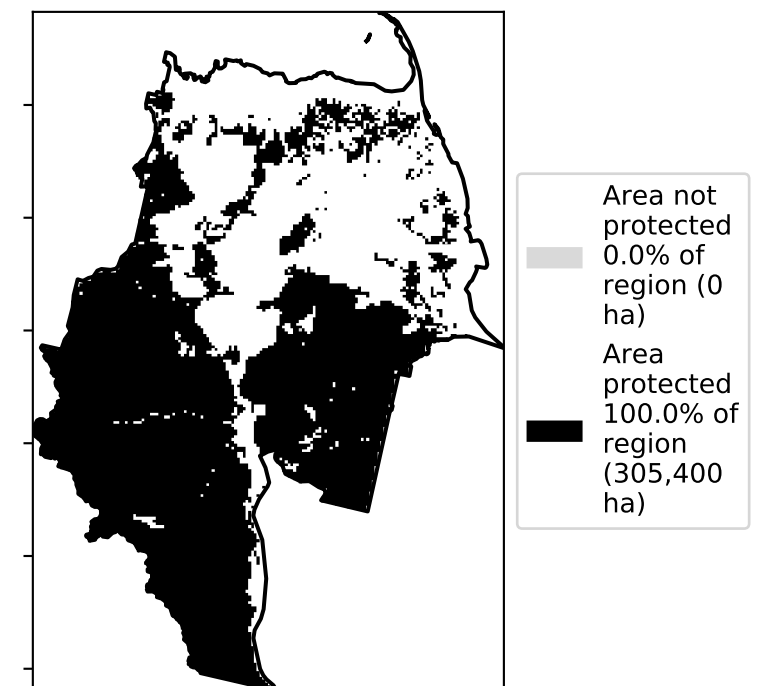 Area not
protected
0.0% of
region (0
ha)
Area
protected
100.0% of
region
(305,400
ha)